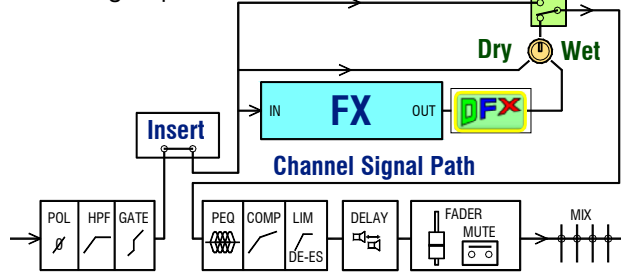 Dry Wet
IN FX OUT DFX
Insert
Channel Signal Path
POL HPF GATE PEQ COMP LIM DELAY FADER MIX
MUTE
DE-ES